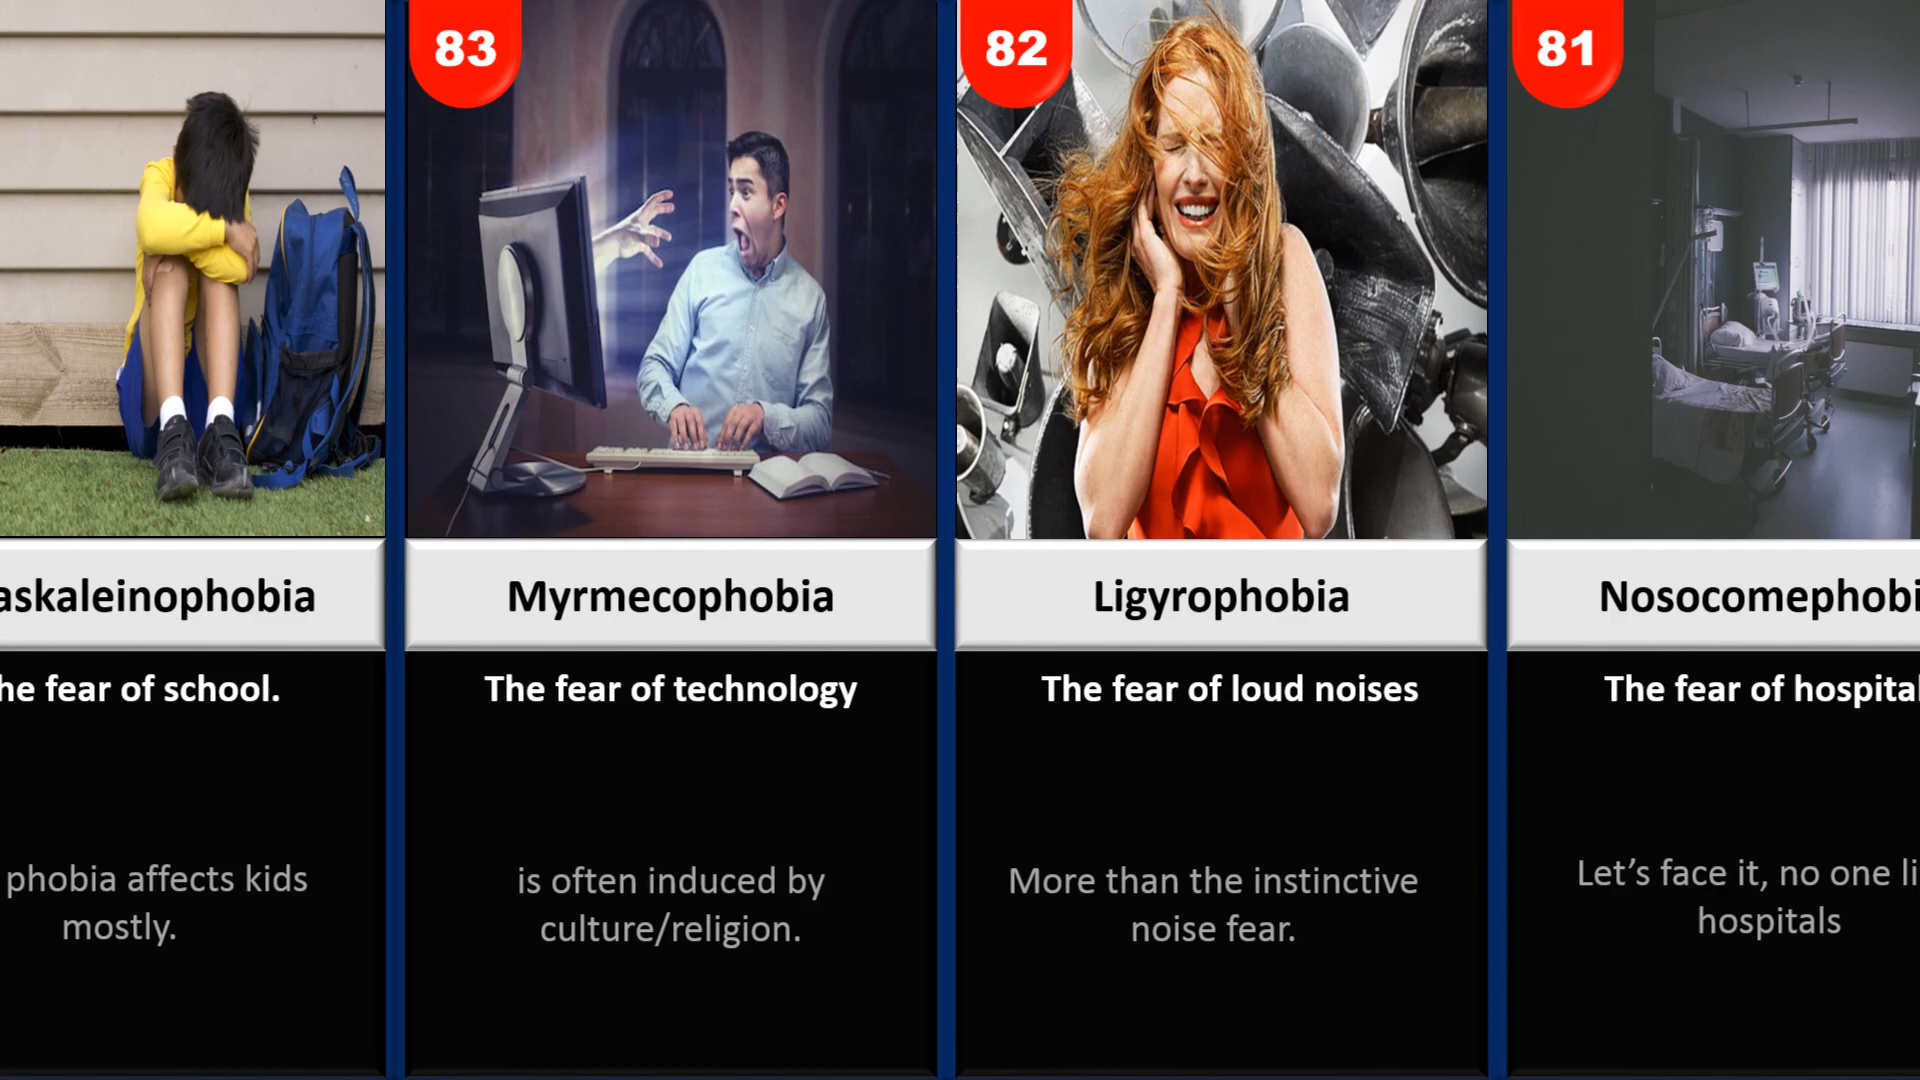 83
82
81
askaleinophobia
Myrmecophobia
Ligyrophobia
Nosocomephobi
he fear of school.
The fear of technology
The fear of loud noises
The fear of hospital
phobia affects kids
mostly.
is often induced by
culture/religion.
More than the instinctive
noise fear.
Let’s face it, no one li
hospitals